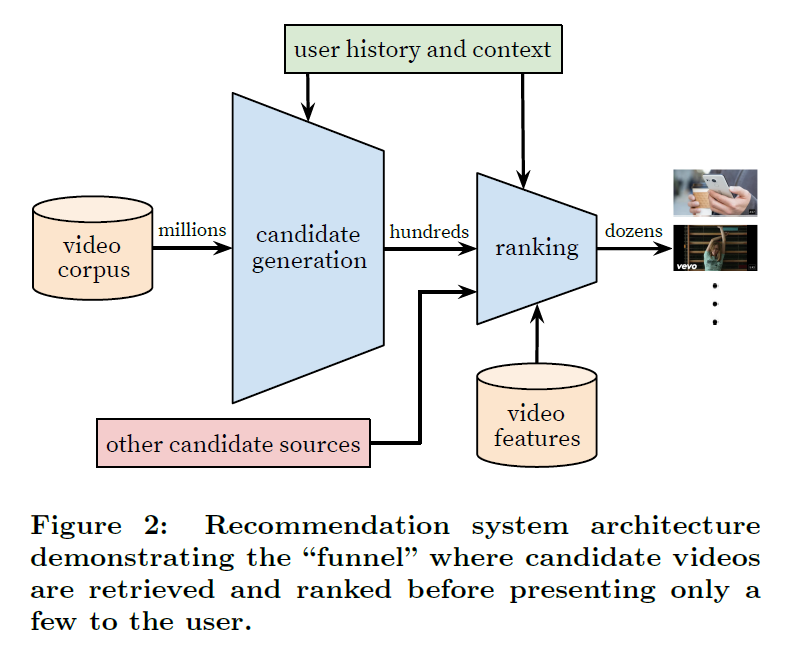 user history and context
millions
video
corpus
candidate
generation
hundreds
ranking
dozens
vevo
other candidate sources
video
features
Figure 2: Recommendation system architecture
demonstrating the “funnel” where candidate videos
are retrieved and ranked before presenting only a
few to the user.